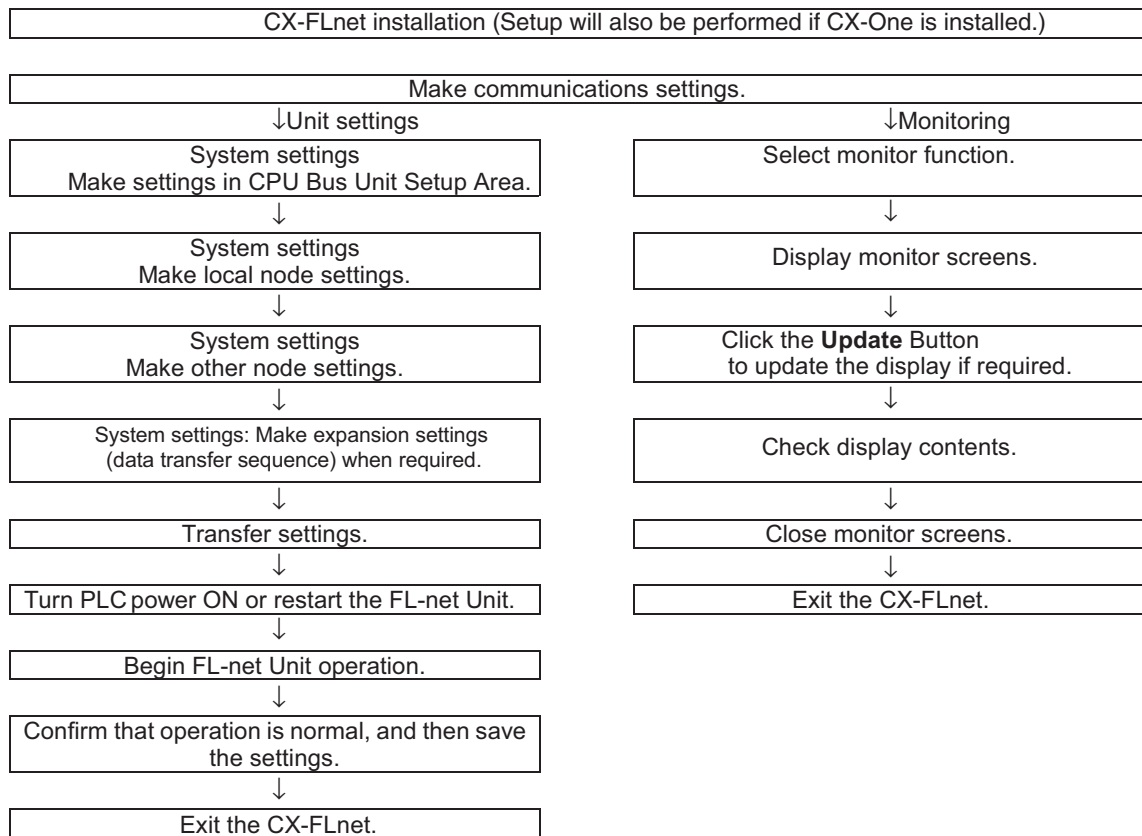 CX-FLnet installation (Setup will also be performed if CX-One is installed.)
Make communications settings.
↓Unit settings
System settings
Make settings in CPU Bus Unit Setup Area.
↓
System settings
Make local node settings.
↓
System settings
Make other node settings.
↓
System settings: Make expansion settings
(data transfer sequence) when required.
↓
Transfer settings.
↓
Turn PLC power ON or restart the FL-net Unit.
↓
Begin FL-net Unit operation.
↓
Confirm that operation is normal, and then save
the settings.
↓
Exit the CX-FLnet.
↓Monitoring
Select monitor function.
↓
Display monitor screens.
↓
Click the Update Button
to update the display if required.
↓
Check display contents.
↓
Close monitor screens.
↓
Exit the CX-FLnet.